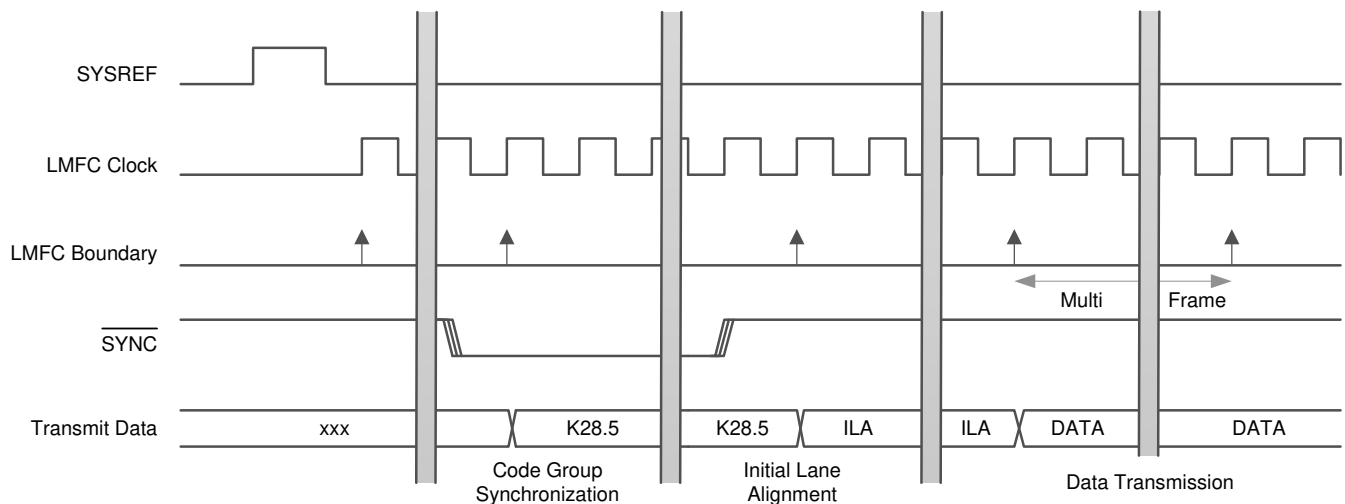 SYSREF
LMFC Clock
LMFC Boundary
Multi Frame
SYNC
Transmit Data xxx K28.5 K28.5 ILA ILA DATA DATA
Code Group
Synchronization
Initial Lane
Alignment
Data Transmission